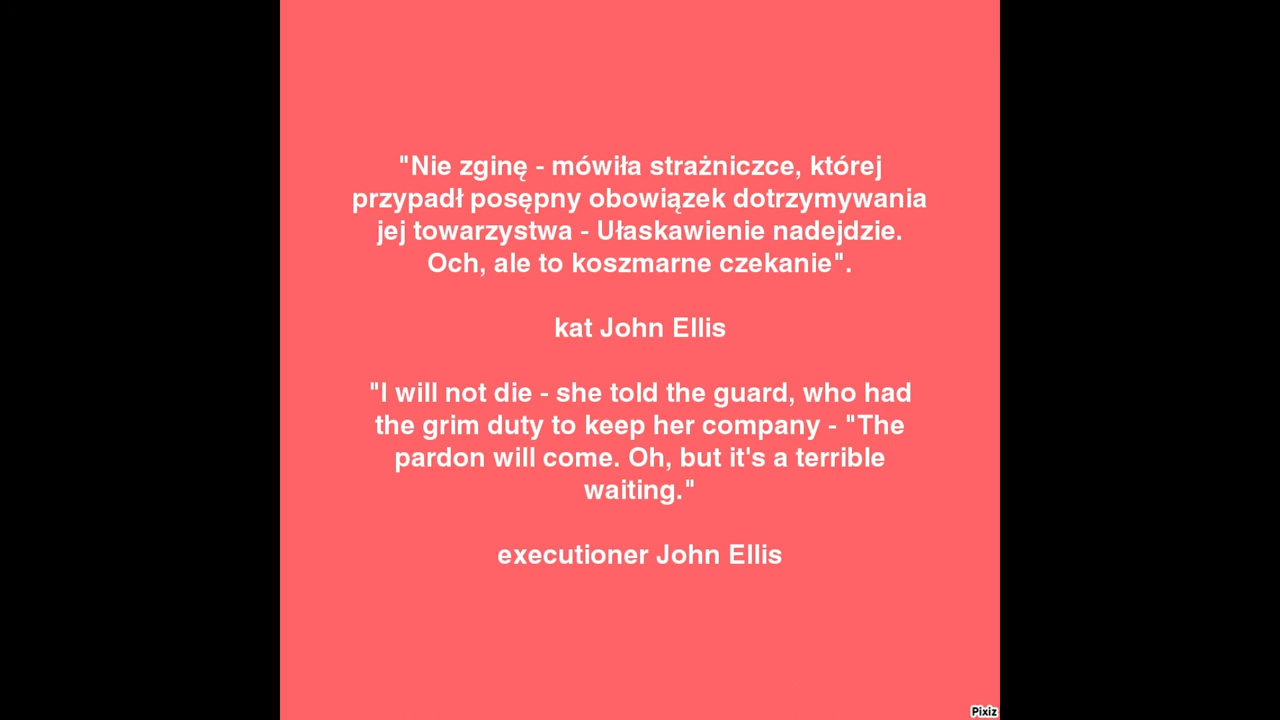 "Nie zginę - mówiła strażniczce, której
przypadł posępny obowiązek dotrzymywania
jej towarzystwa - Ułaskawienie nadejdzie.
Och, ale to koszmarne czekanie".
kat John Ellis
"I will not die - she told the guard, who had
the grim duty to keep her company - "The
pardon will come. Oh, but it's a terrible
waiting."
executioner John Ellis
Pixiz